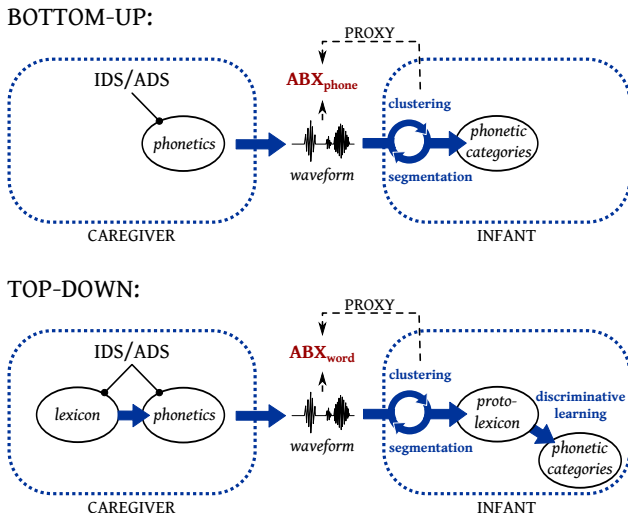 BOTTOM-UP:
PROXY
IDS/ADS
ABXphone
clustering
phonetics
phonetic
categories
waveform
segmentation
CAREGIVER
INFANT
TOP-DOWN:
PROXY
IDS/ADS
ABXword
clustering
discriminative
learning
lexicon
phonetics
proto-
lexicon
waveform
segmentation
phonetic
categories
CAREGIVER
INFANT